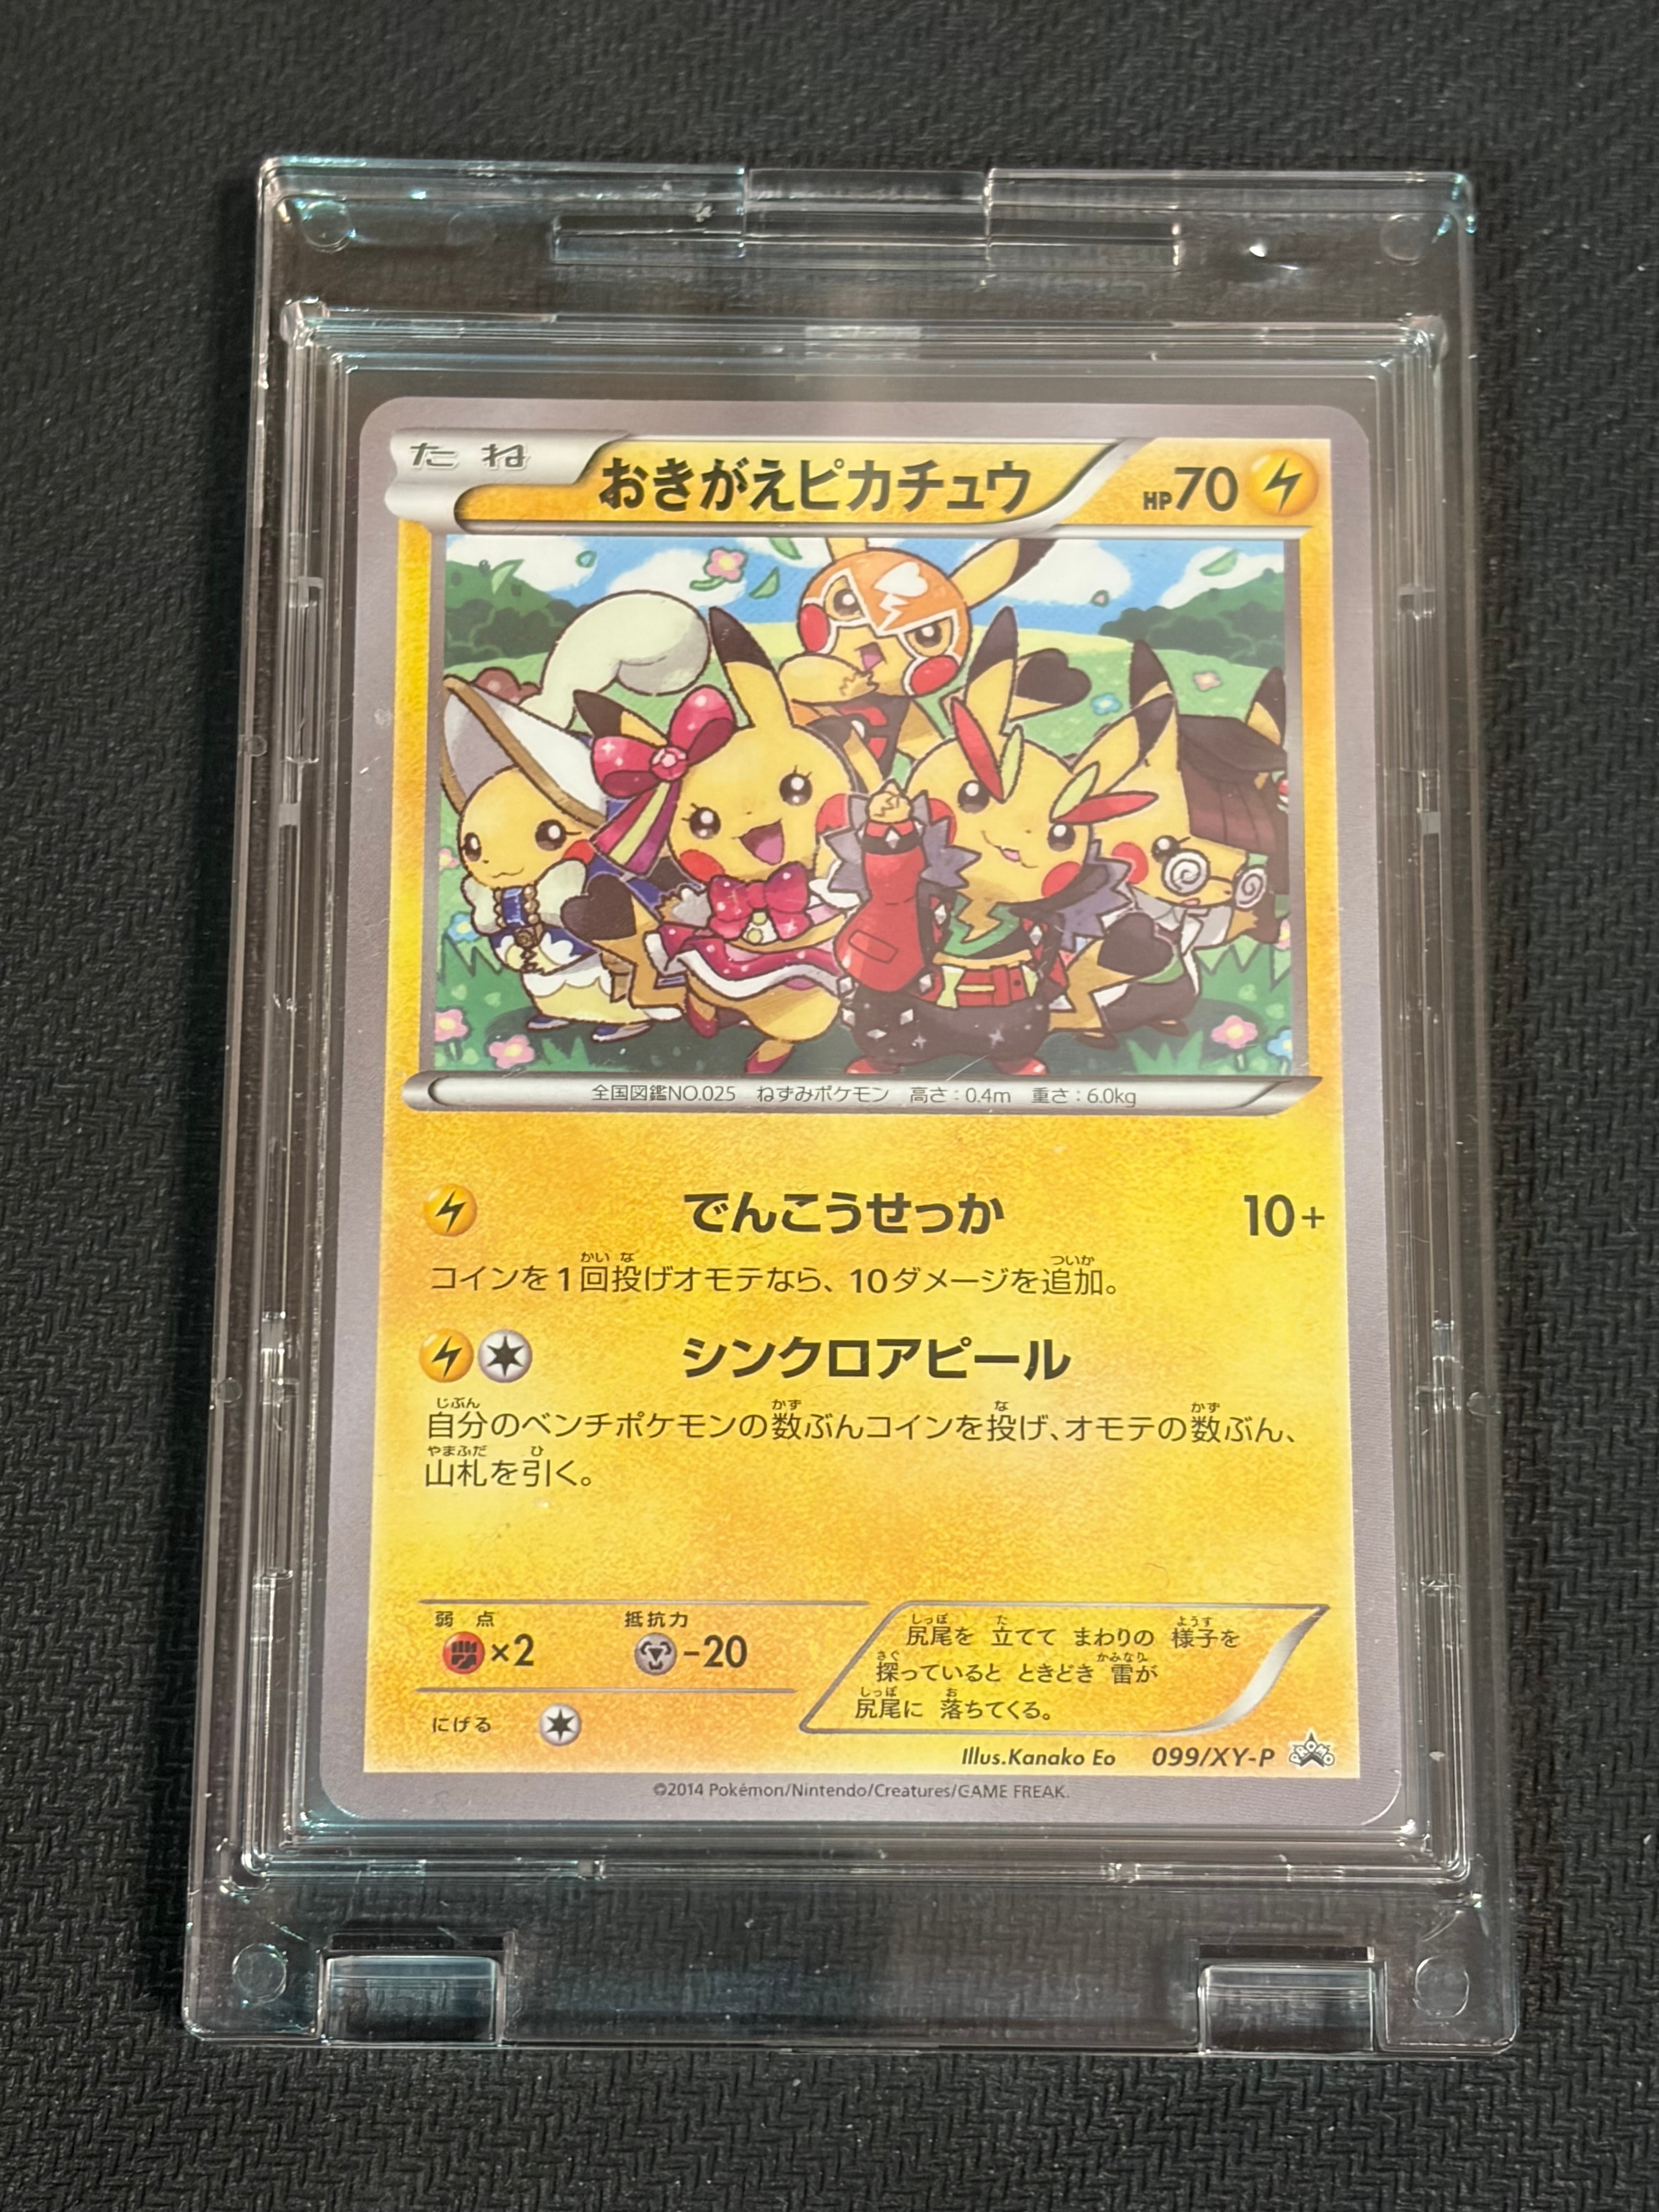 たね おきがえピカチュウ HP70
全国図鑑NO.025 ねずみポケモン 高さ：0.4m 重さ：6.0kg
でんこうせっか 10+
コインを1回投げオモテなら、10ダメージを追加。
シンクロアピール
自分のベンチポケモンの数ぶんコインを投げ、オモテの数ぶん、
山札を引く。
弱点 抵抗力
×2 -20
にげる
尻尾を 立てて まわりの 様子を
探っていると ときどき 雷が
尻尾に 落ちてくる。
Illus.Kanako Eo 099/XY-P PROMO
©2014 Pokémon/Nintendo/Creatures/GAME FREAK.